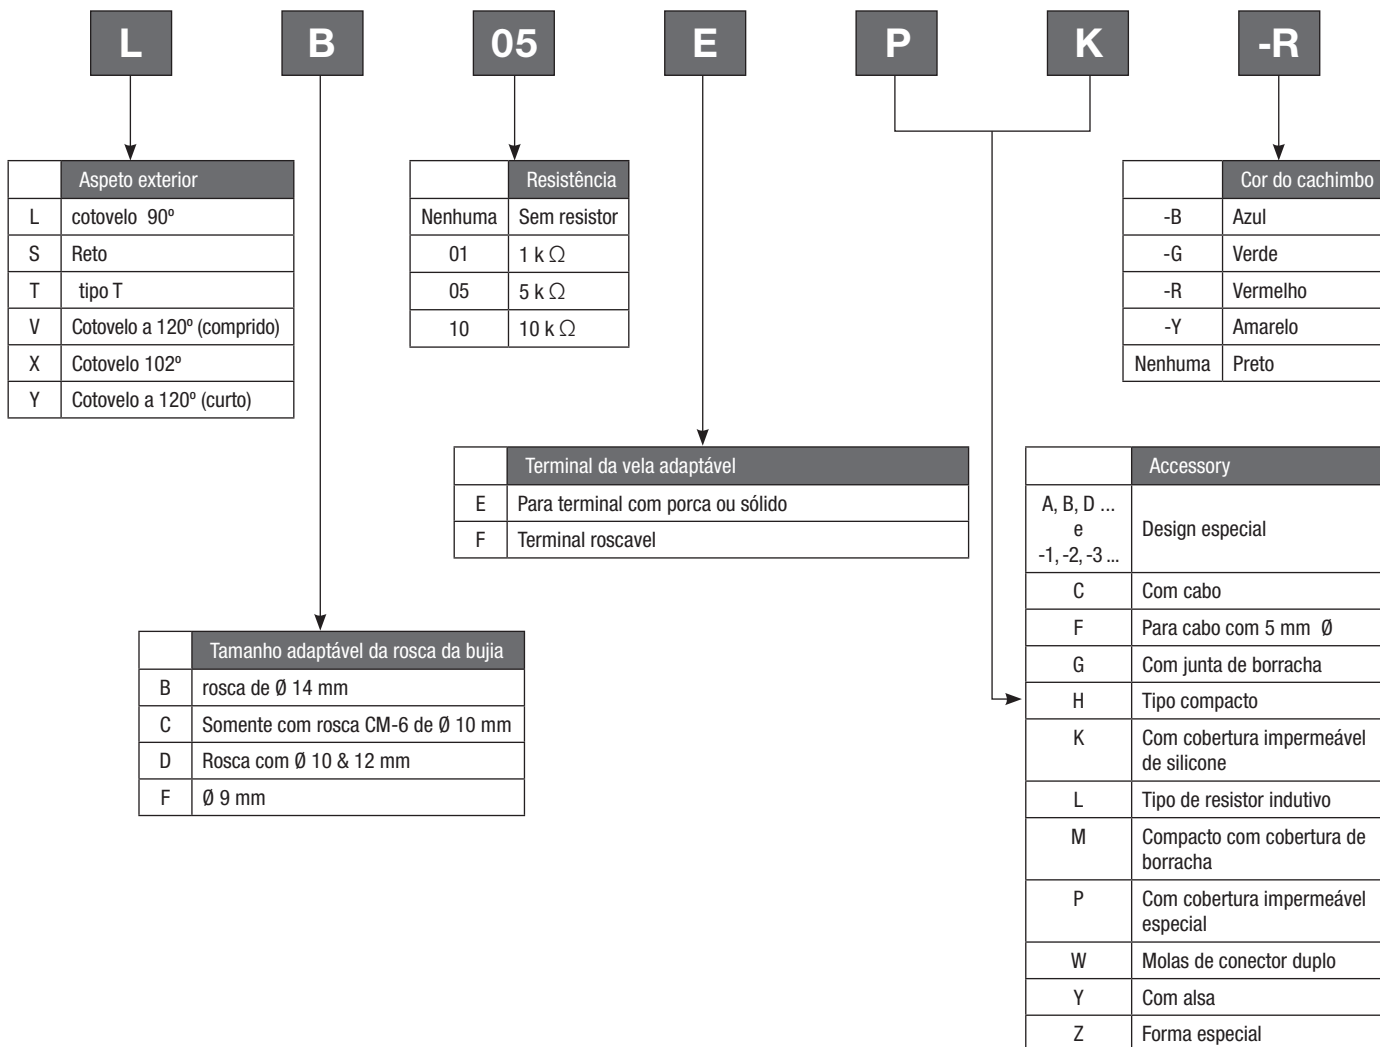 L B 05 E P K -R
Aspeto exterior
L cotovelo 90º
S Reto
T tipo T
V Cotovelo a 120º (comprido)
X Cotovelo 102º
Y Cotovelo a 120º (curto)
Resistência
Nenhuma Sem resistor
01 1 k Ω
05 5 k Ω
10 10 k Ω
Cor do cachimbo
-B Azul
-G Verde
-R Vermelho
-Y Amarelo
Nenhuma Preto
Terminal da vela adaptável
E Para terminal com porca ou sólido
F Terminal roscavel
Tamanho adaptável da rosca da bujia
B rosca de Ø 14 mm
C Somente com rosca CM-6 de Ø 10 mm
D Rosca com Ø 10 & 12 mm
F Ø 9 mm
Accessory
A, B, D ...
e
-1, -2, -3 ...
Design especial
C Com cabo
F Para cabo com 5 mm Ø
G Com junta de borracha
H Tipo compacto
K Com cobertura impermeável
de silicone
L Tipo de resistor indutivo
M Compacto com cobertura de
borracha
P Com cobertura impermeável
especial
W Molas de conector duplo
Y Com alsa
Z Forma especial